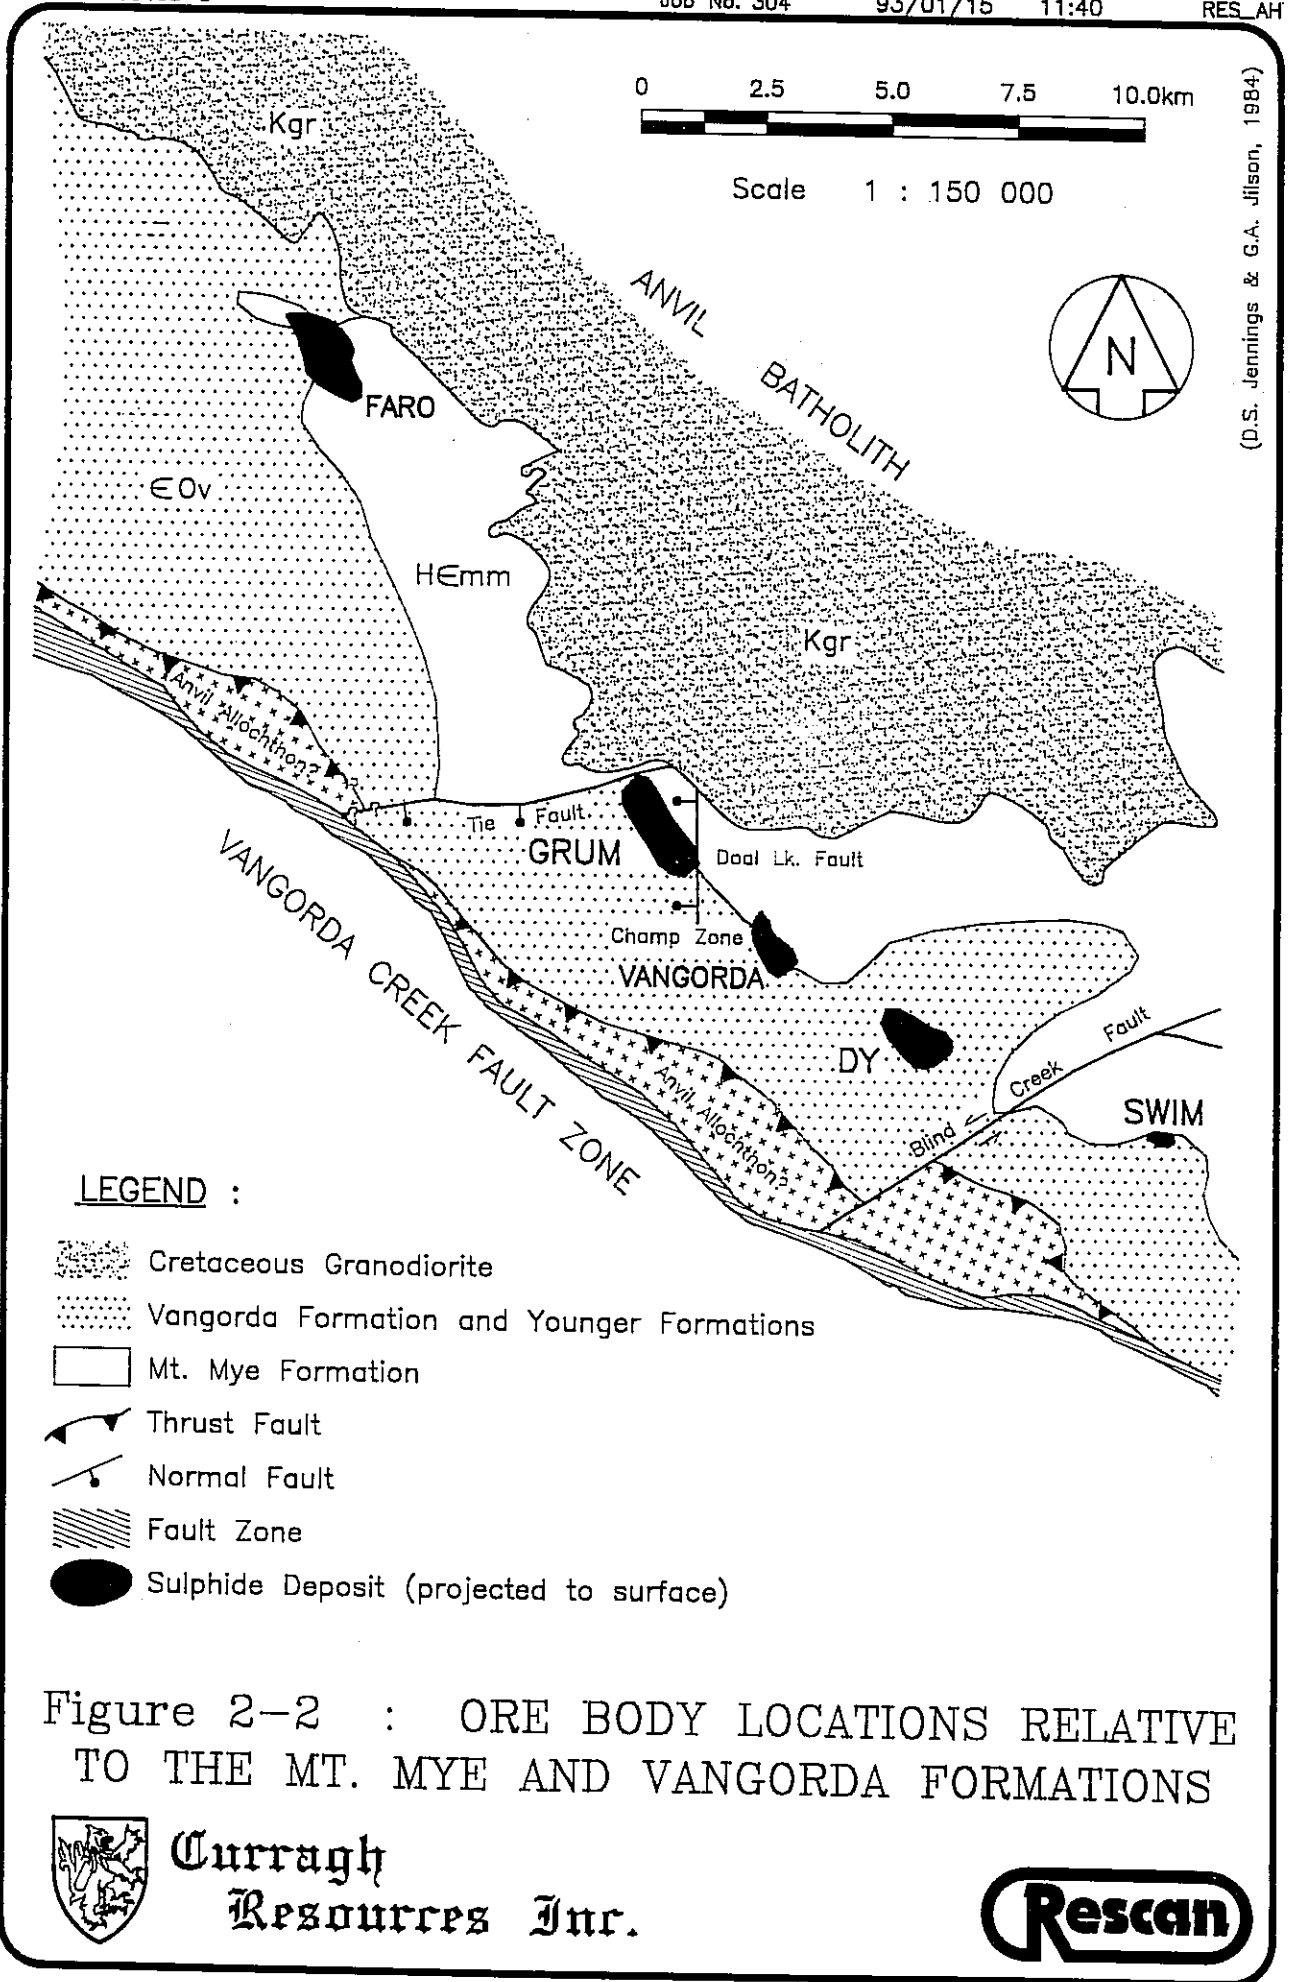 JOB No. 304 93/01/15 11:40 RES_AH
0 2.5 5.0 7.5 10.0km
Scale 1 : 150 000
(D.S. Jennings & G.A. Jilson, 1984)
Kgr
ANVIL BATHOLITH
N
FARO
ЄOv
HЄmm
Kgr
Anvil Allochthon?
?
Tie Fault
GRUM
Doal Lk. Fault
Champ Zone
VANGORDA
VANGORDA CREEK FAULT ZONE
DY
Blind Creek Fault
SWIM
Anvil Allochthon?
LEGEND :
Cretaceous Granodiorite
Vangorda Formation and Younger Formations
Mt. Mye Formation
Thrust Fault
Normal Fault
Fault Zone
Sulphide Deposit (projected to surface)
Figure 2-2 : ORE BODY LOCATIONS RELATIVE
TO THE MT. MYE AND VANGORDA FORMATIONS
Curragh
Resources Inc.
Rescan